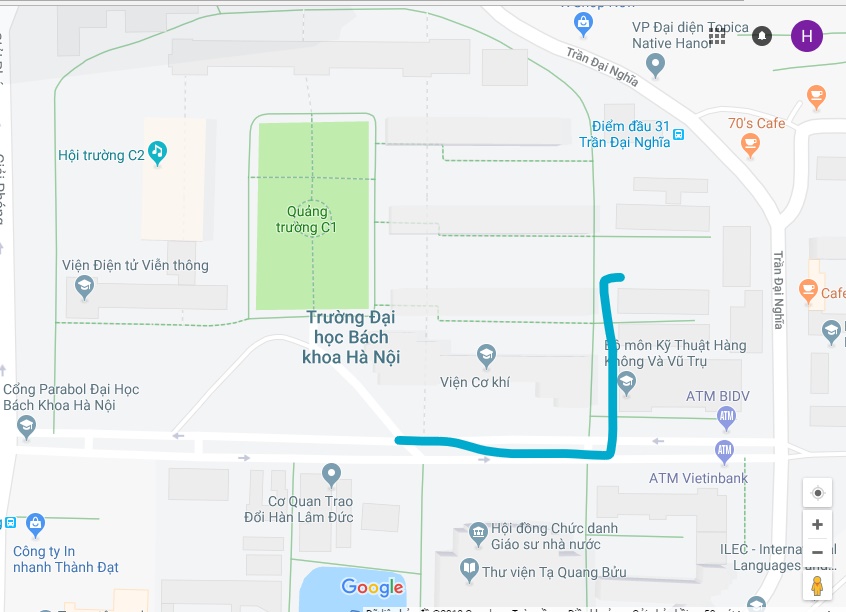 VP Đại diện Topica
Native Hanoi
H
Trần Đại Nghĩa
70's Cafe
Điểm đầu 31
Trần Đại Nghĩa
Hội trường C2
Quảng
trường C1
Giải Phóng
Viện Điện tử Viễn thông
Trần Đại Nghĩa
Cafe
Trường Đại
học Bách
khoa Hà Nội
Bộ môn Kỹ Thuật Hàng
Không Và Vũ Trụ
Viện Cơ khí
Cổng Parabol Đại Học
Bách Khoa Hà Nội
ATM BIDV
ATM
ATM
ATM Vietinbank
Cơ Quan Trao
Đổi Hàn Lâm Đức
Hội đồng Chức danh
Giáo sư nhà nước
Công ty In
nhanh Thành Đạt
ILEC - International
Languages and...
Thư viện Tạ Quang Bửu
Google